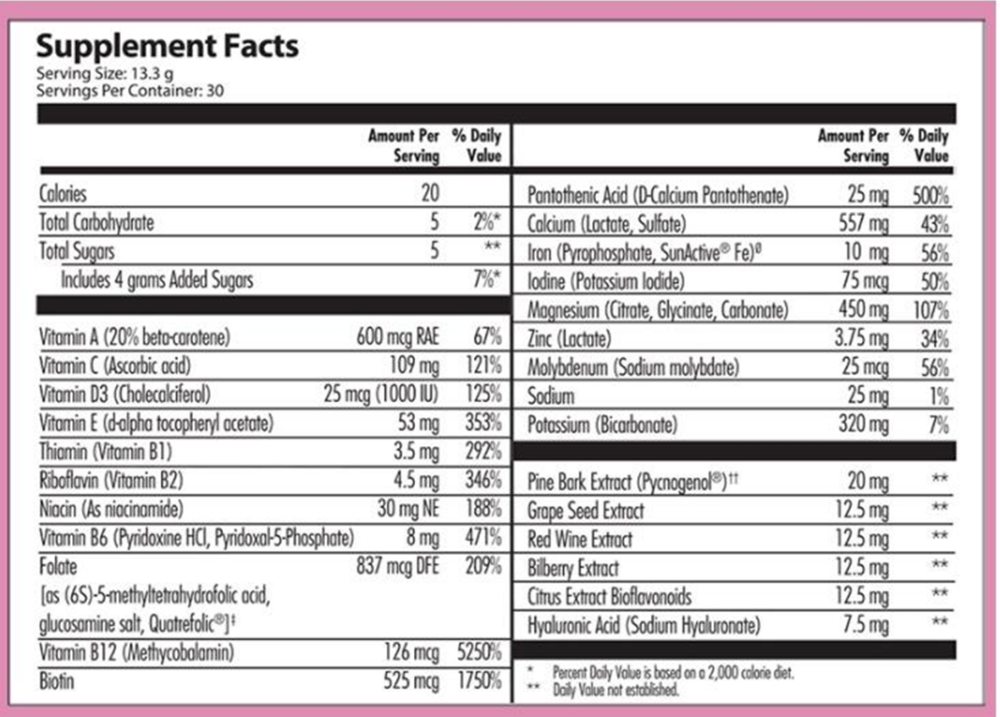 Supplement Facts
Serving Size: 13.3 g
Servings Per Container: 30
Amount Per Serving % Daily Value
Calories 20
Total Carbohydrate 5 2%*
Total Sugars 5 **
Includes 4 grams Added Sugars 7%*
Vitamin A (20% beta-carotene) 600 mcg RAE 67%
Vitamin C (Ascorbic acid) 109 mg 121%
Vitamin D3 (Cholecalciferol) 25 mcg (1000 IU) 125%
Vitamin E (d-alpha tocopheryl acetate) 53 mg 353%
Thiamin (Vitamin B1) 3.5 mg 292%
Riboflavin (Vitamin B2) 4.5 mg 346%
Niacin (As niacinamide) 30 mg NE 188%
Vitamin B6 (Pyridoxine HCl, Pyridoxal-5-Phosphate) 8 mg 471%
Folate 837 mcg DFE 209%
[as (6S)-5-methyltetrahydrofolic acid,
glucosamine salt, Quatrefolic®]‡
Vitamin B12 (Methycobalamin) 126 mcg 5250%
Biotin 525 mcg 1750%
Amount Per Serving % Daily Value
Pantothenic Acid (D-Calcium Pantothenate) 25 mg 500%
Calcium (Lactate, Sulfate) 557 mg 43%
Iron (Pyrophosphate, SunActive® Fe)ø 10 mg 56%
Iodine (Potassium Iodide) 75 mcg 50%
Magnesium (Citrate, Glycinate, Carbonate) 450 mg 107%
Zinc (Lactate) 3.75 mg 34%
Molybdenum (Sodium molybdate) 25 mcg 56%
Sodium 25 mg 1%
Potassium (Bicarbonate) 320 mg 7%
Pine Bark Extract (Pycnogenol®)†† 20 mg **
Grape Seed Extract 12.5 mg **
Red Wine Extract 12.5 mg **
Bilberry Extract 12.5 mg **
Citrus Extract Bioflavonoids 12.5 mg **
Hyaluronic Acid (Sodium Hyaluronate) 7.5 mg **
* Percent Daily Value is based on a 2,000 calorie diet.
** Daily Value not established.